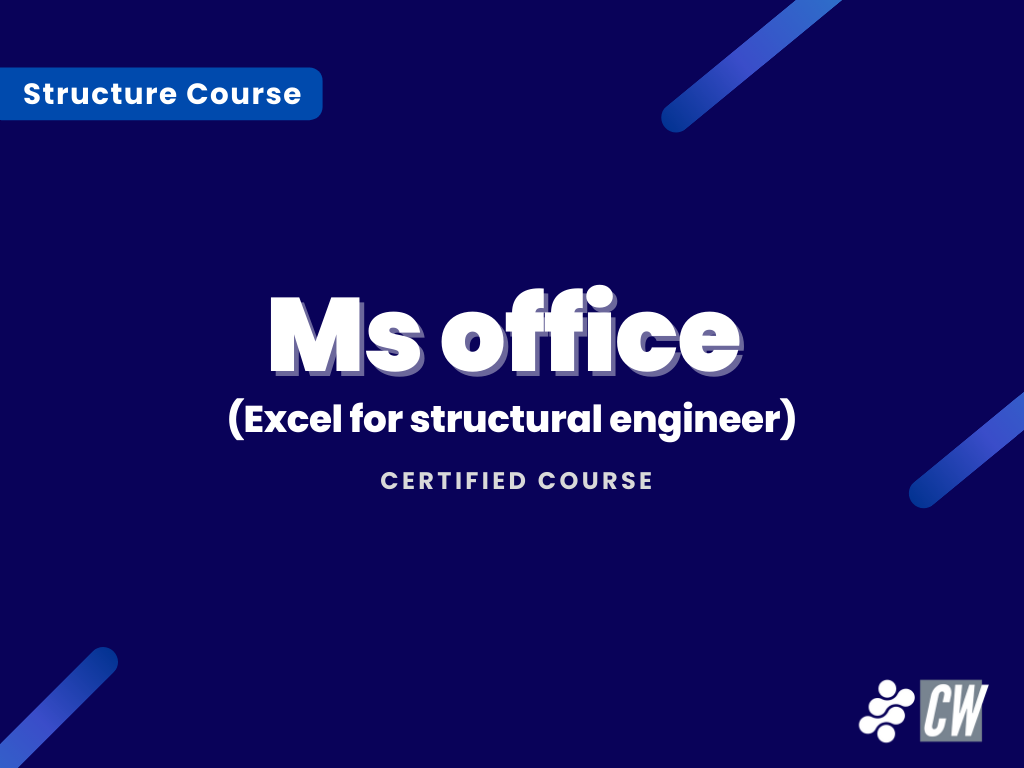 Structure Course
Ms office
(Excel for structural engineer)
CERTIFIED COURSE
CW